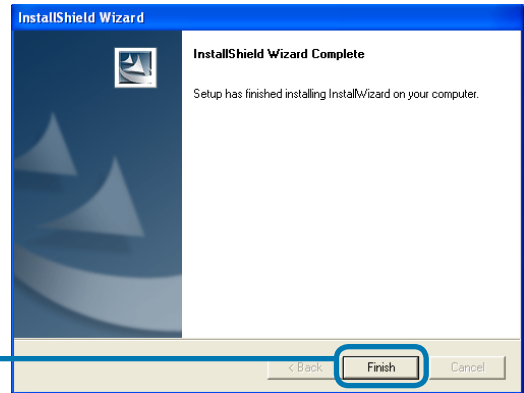 InstallShield Wizard
InstallShield Wizard Complete
Setup has finished installing InstallWizard on your computer.
< Back
Finish
Cancel